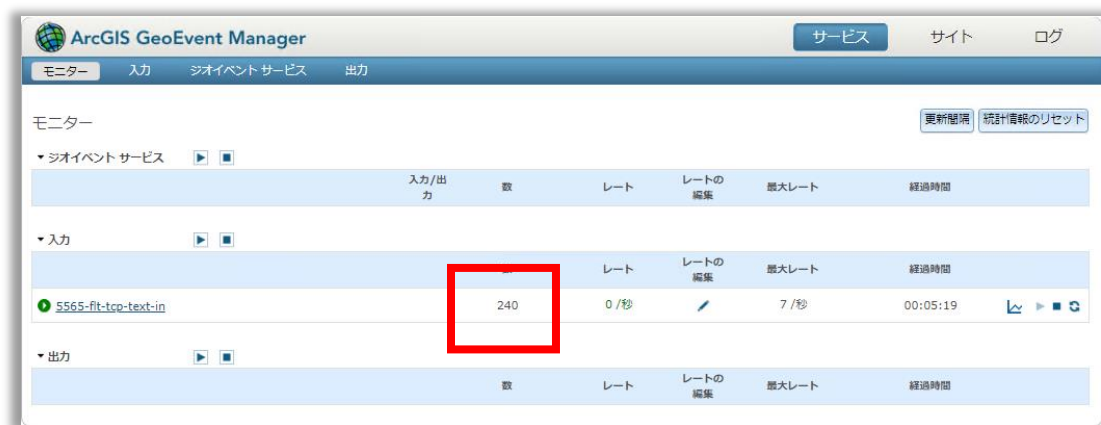 ArcGIS GeoEvent Manager サービス サイト ログ
モニター 入力 ジオイベント サービス 出力
モニター 更新間隔 統計情報のリセット
ジオイベント サービス
入力/出力 数 レート レートの編集 最大レート 経過時間
入力
レート レートの編集 最大レート 経過時間
5565-flt-tcp-text-in 240 0 /秒 7 /秒 00:05:19
出力
数 レート レートの編集 最大レート 経過時間